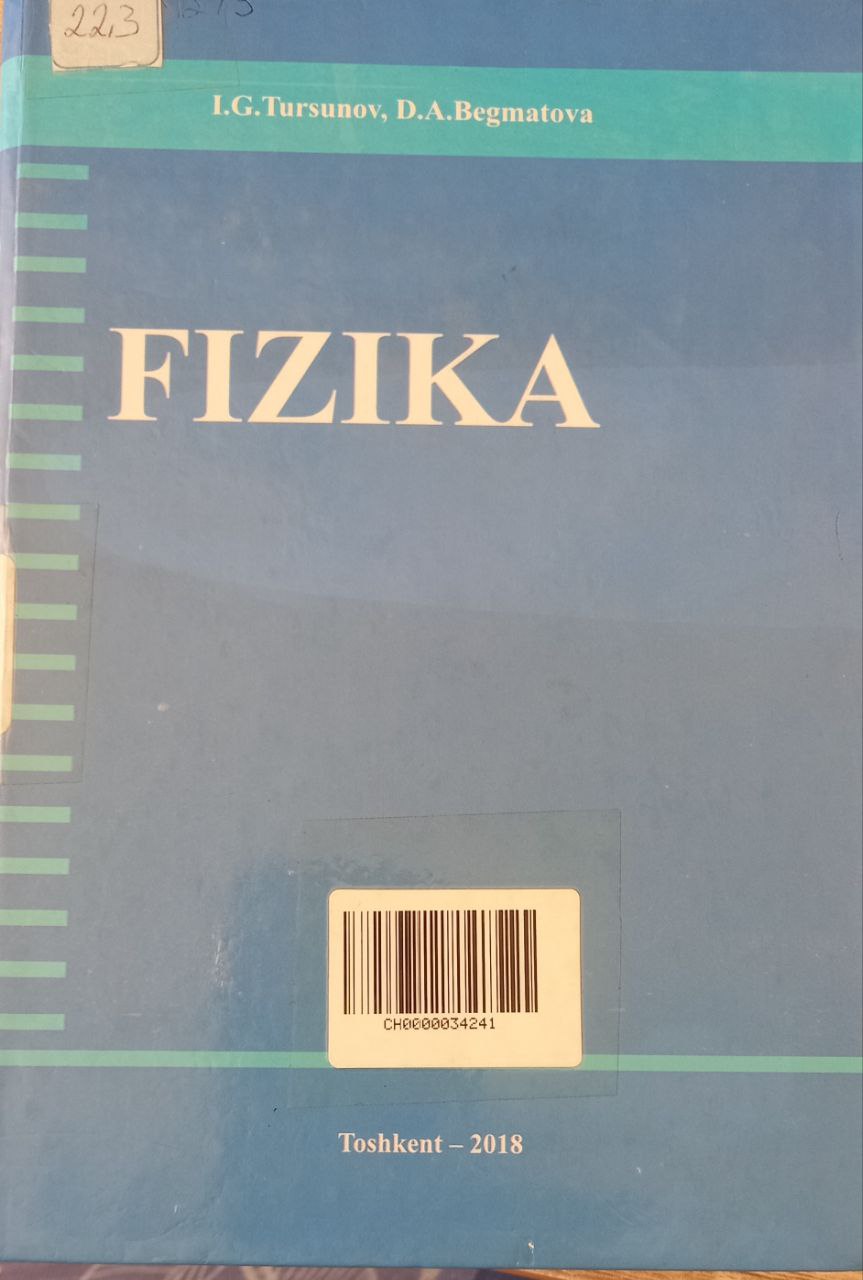 22.3
I.G.Tursunov, D.A.Begmatova
FIZIKA
CH0000034241
Toshkent – 2018